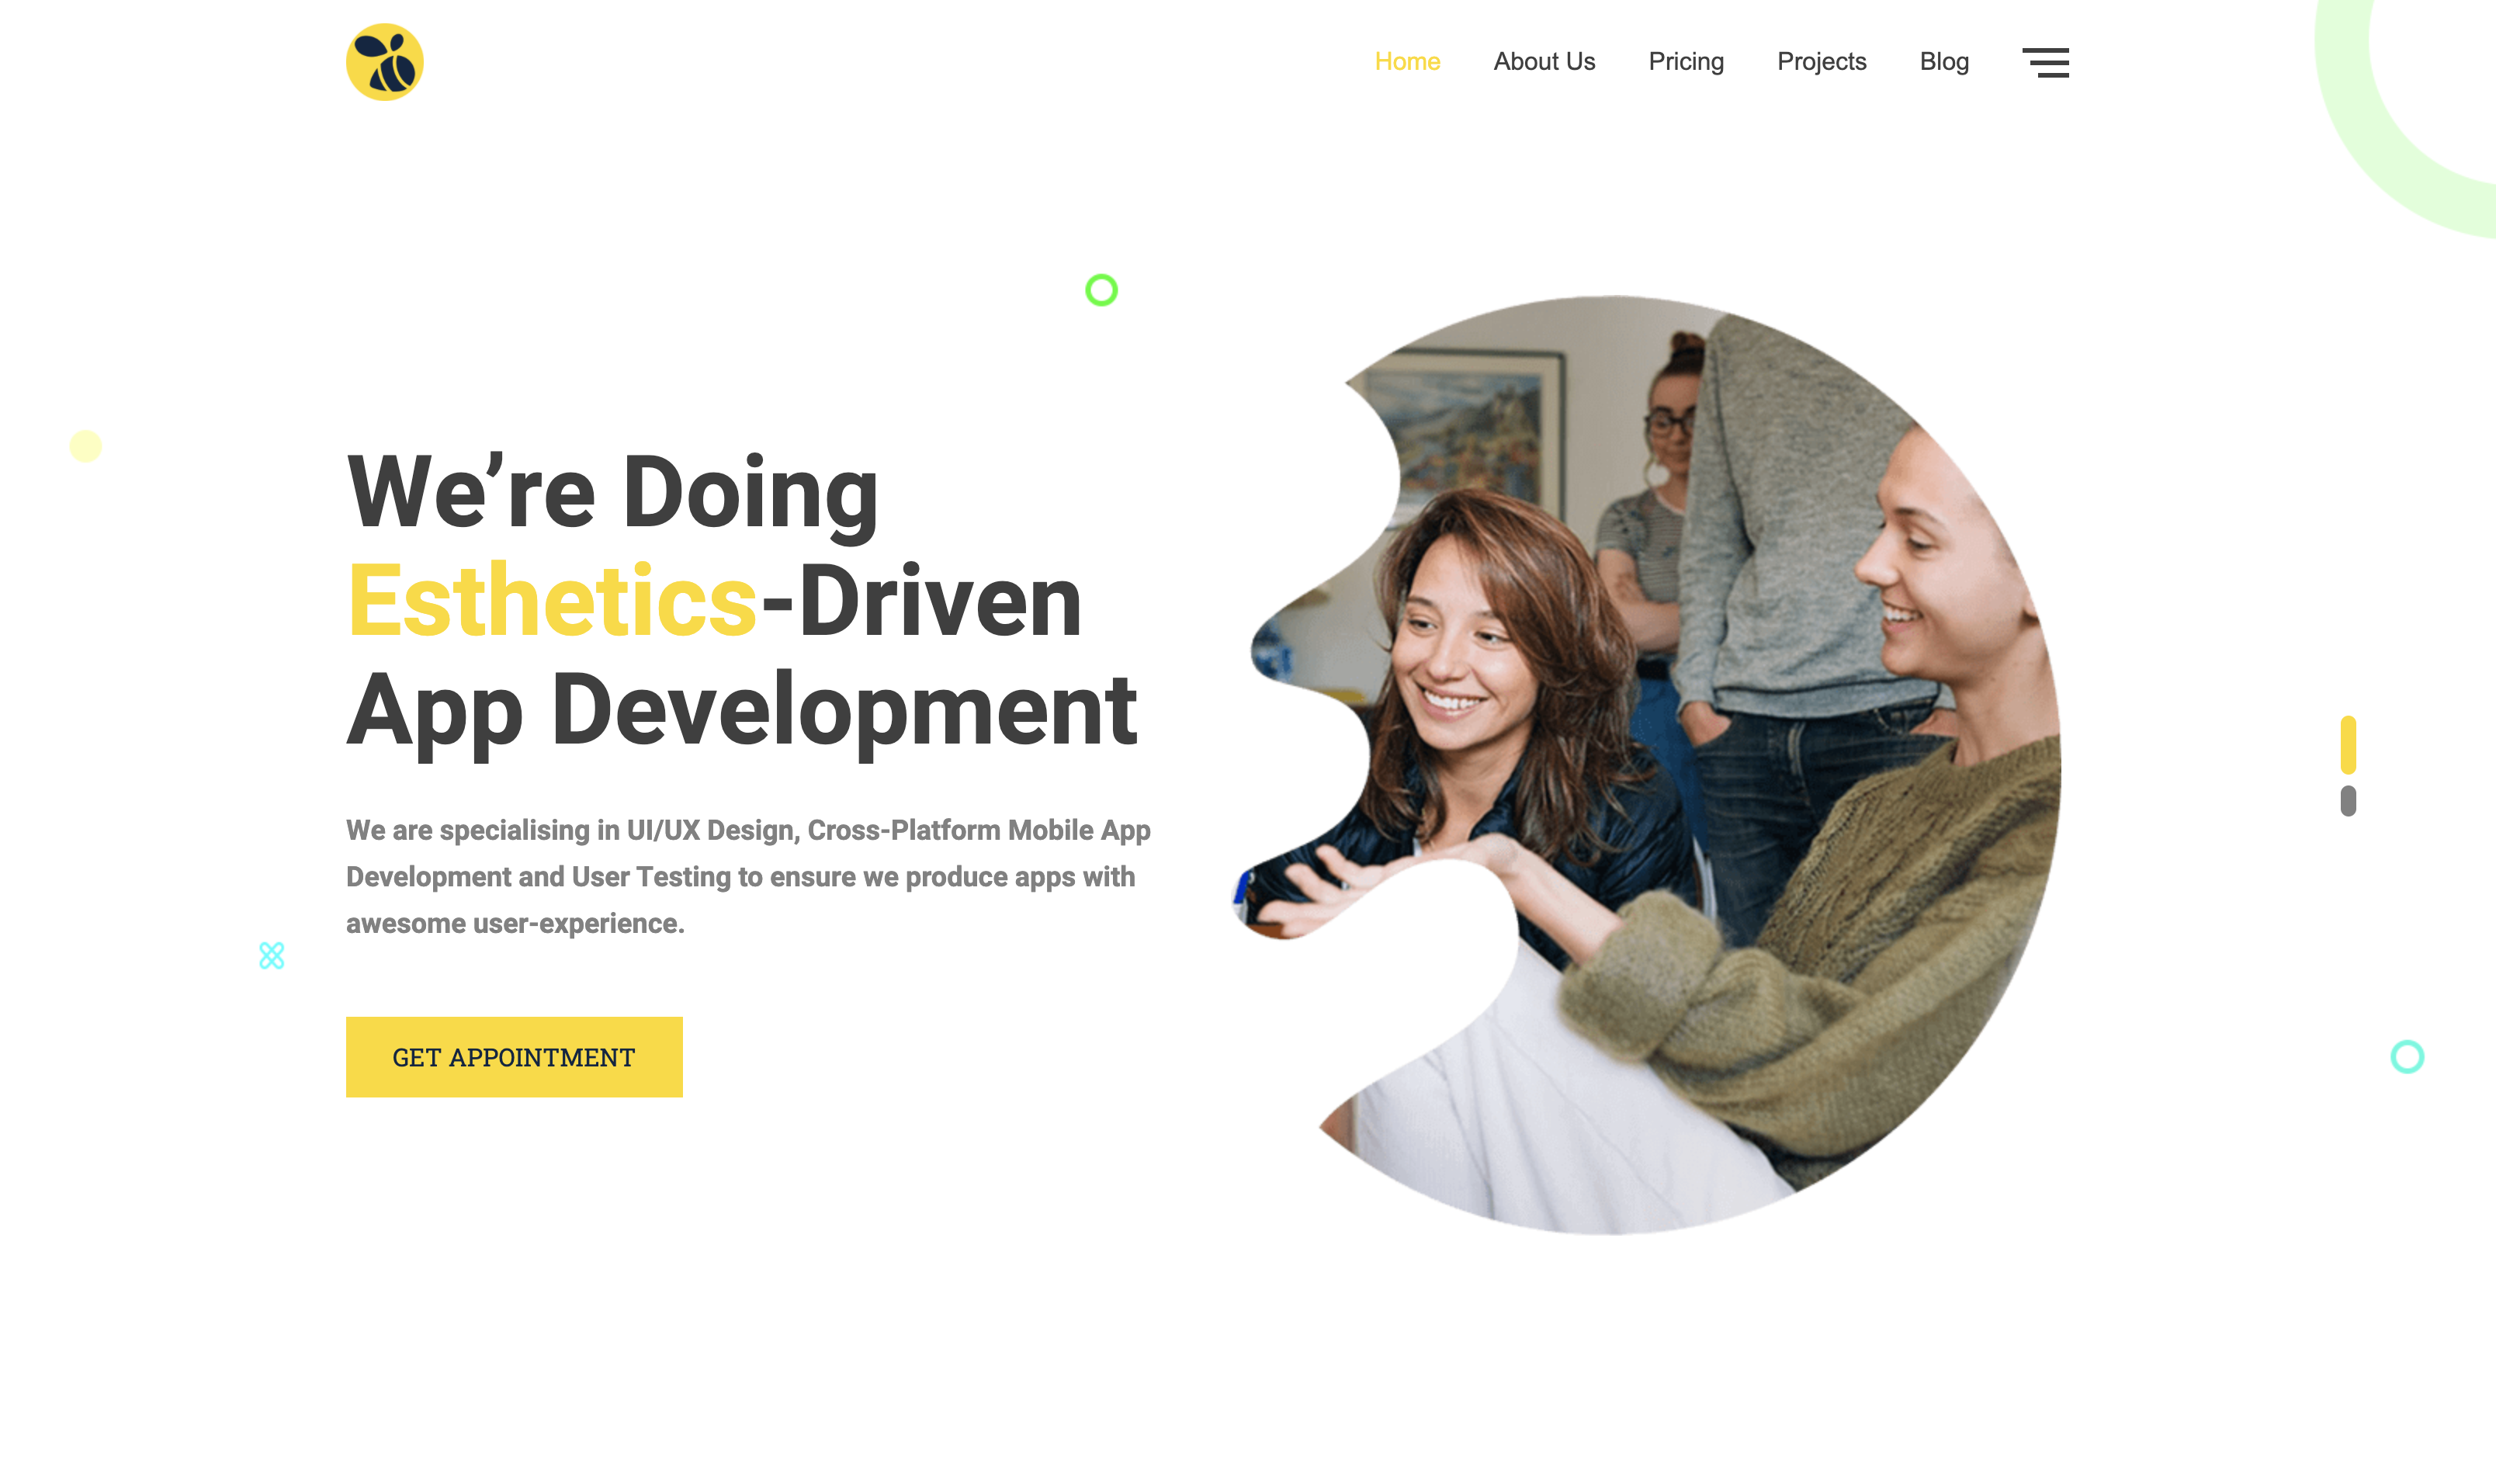 Home About Us Pricing Projects Blog
We’re Doing
Esthetics-Driven
App Development
We are specialising in UI/UX Design, Cross-Platform Mobile App
Development and User Testing to ensure we produce apps with
awesome user-experience.
GET APPOINTMENT